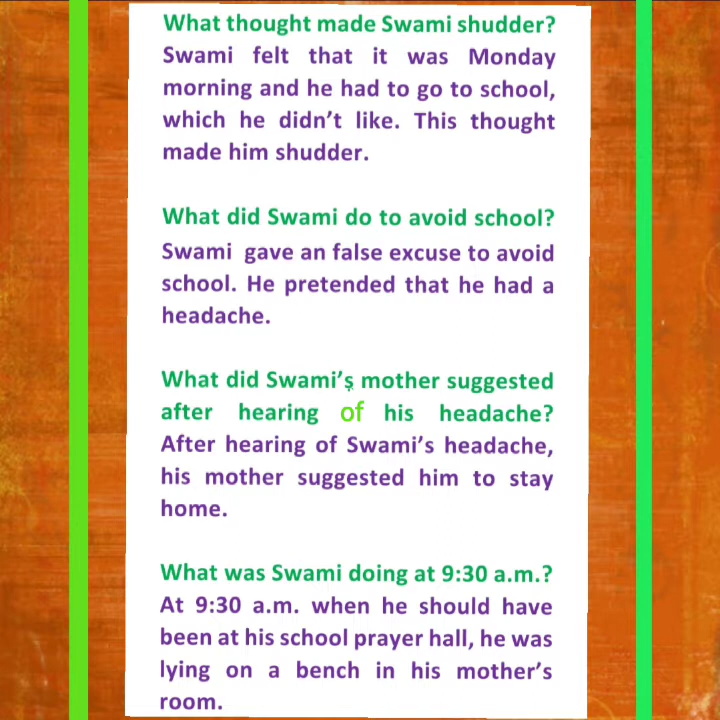 What thought made Swami shudder?
Swami felt that it was Monday
morning and he had to go to school,
which he didn't like. This thought
made him shudder.
What did Swami do to avoid school?
Swami gave an false excuse to avoid
school. He pretended that he had a
headache.
What did Swami's mother suggested
after hearing of his headache?
After hearing of Swami's headache,
his mother suggested him to stay
home.
What was Swami doing at 9:30 a.m.?
At 9:30 a.m. when he should have
been at his school prayer hall, he was
lying on a bench in his mother's
room.